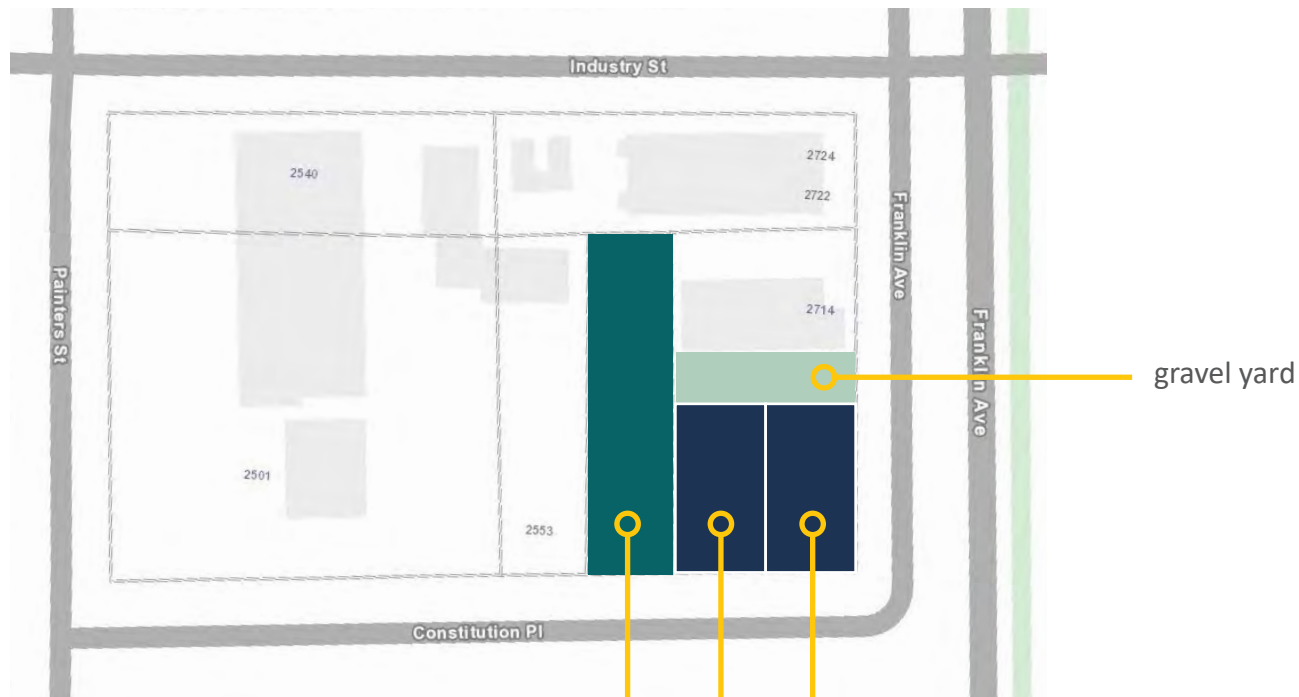 Industry St
2540
2724
2722
Franklin Ave
Painters St
2714
Franklin Ave
gravel yard
2501
2553
Constitution Pl